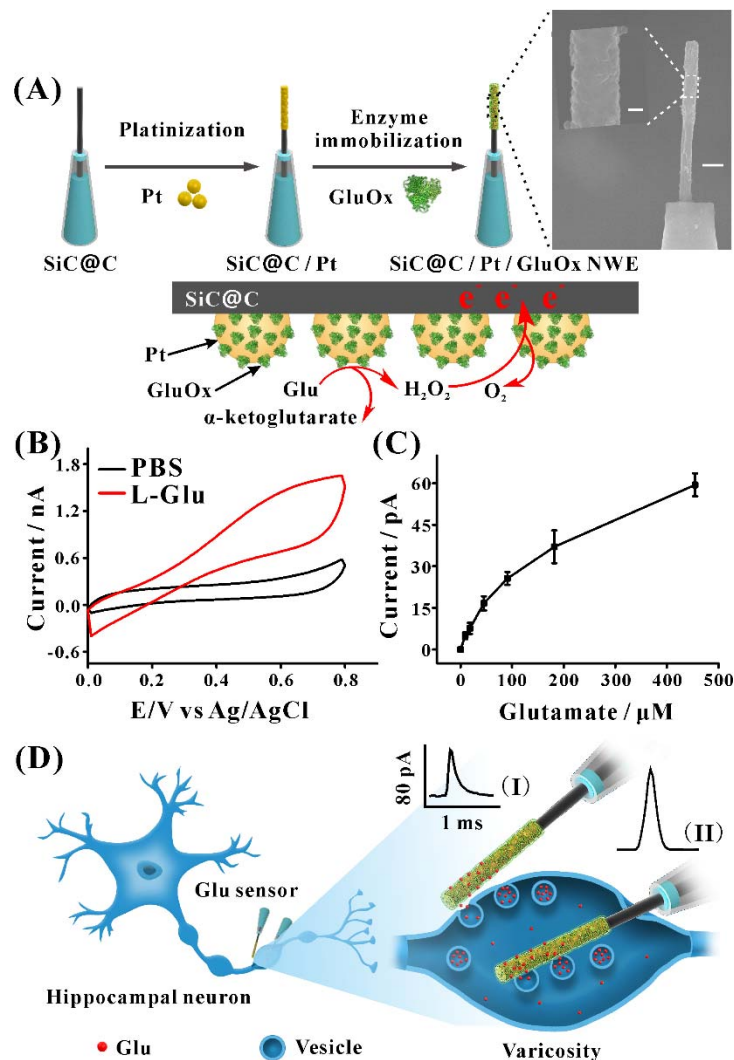 (A)
Platinization
Pt
Enzyme
immobilization
GluOx
SiC@C
SiC@C / Pt
SiC@C / Pt / GluOx NWE
SiC@C
e⁻ e⁻ e⁻
Pt
GluOx
Glu
H₂O₂
O₂
α-ketoglutarate
(B)
PBS
L-Glu
Current / nA
1.8
1.2
0.6
0.0
-0.6
0.0 0.2 0.4 0.6 0.8
E/V vs Ag/AgCl
(C)
Current / pA
60
45
30
15
0
0 100 200 300 400 500
Glutamate / μM
(D)
80 pA
1 ms
(I)
(II)
Glu sensor
Hippocampal neuron
Glu
Vesicle
Varicosity